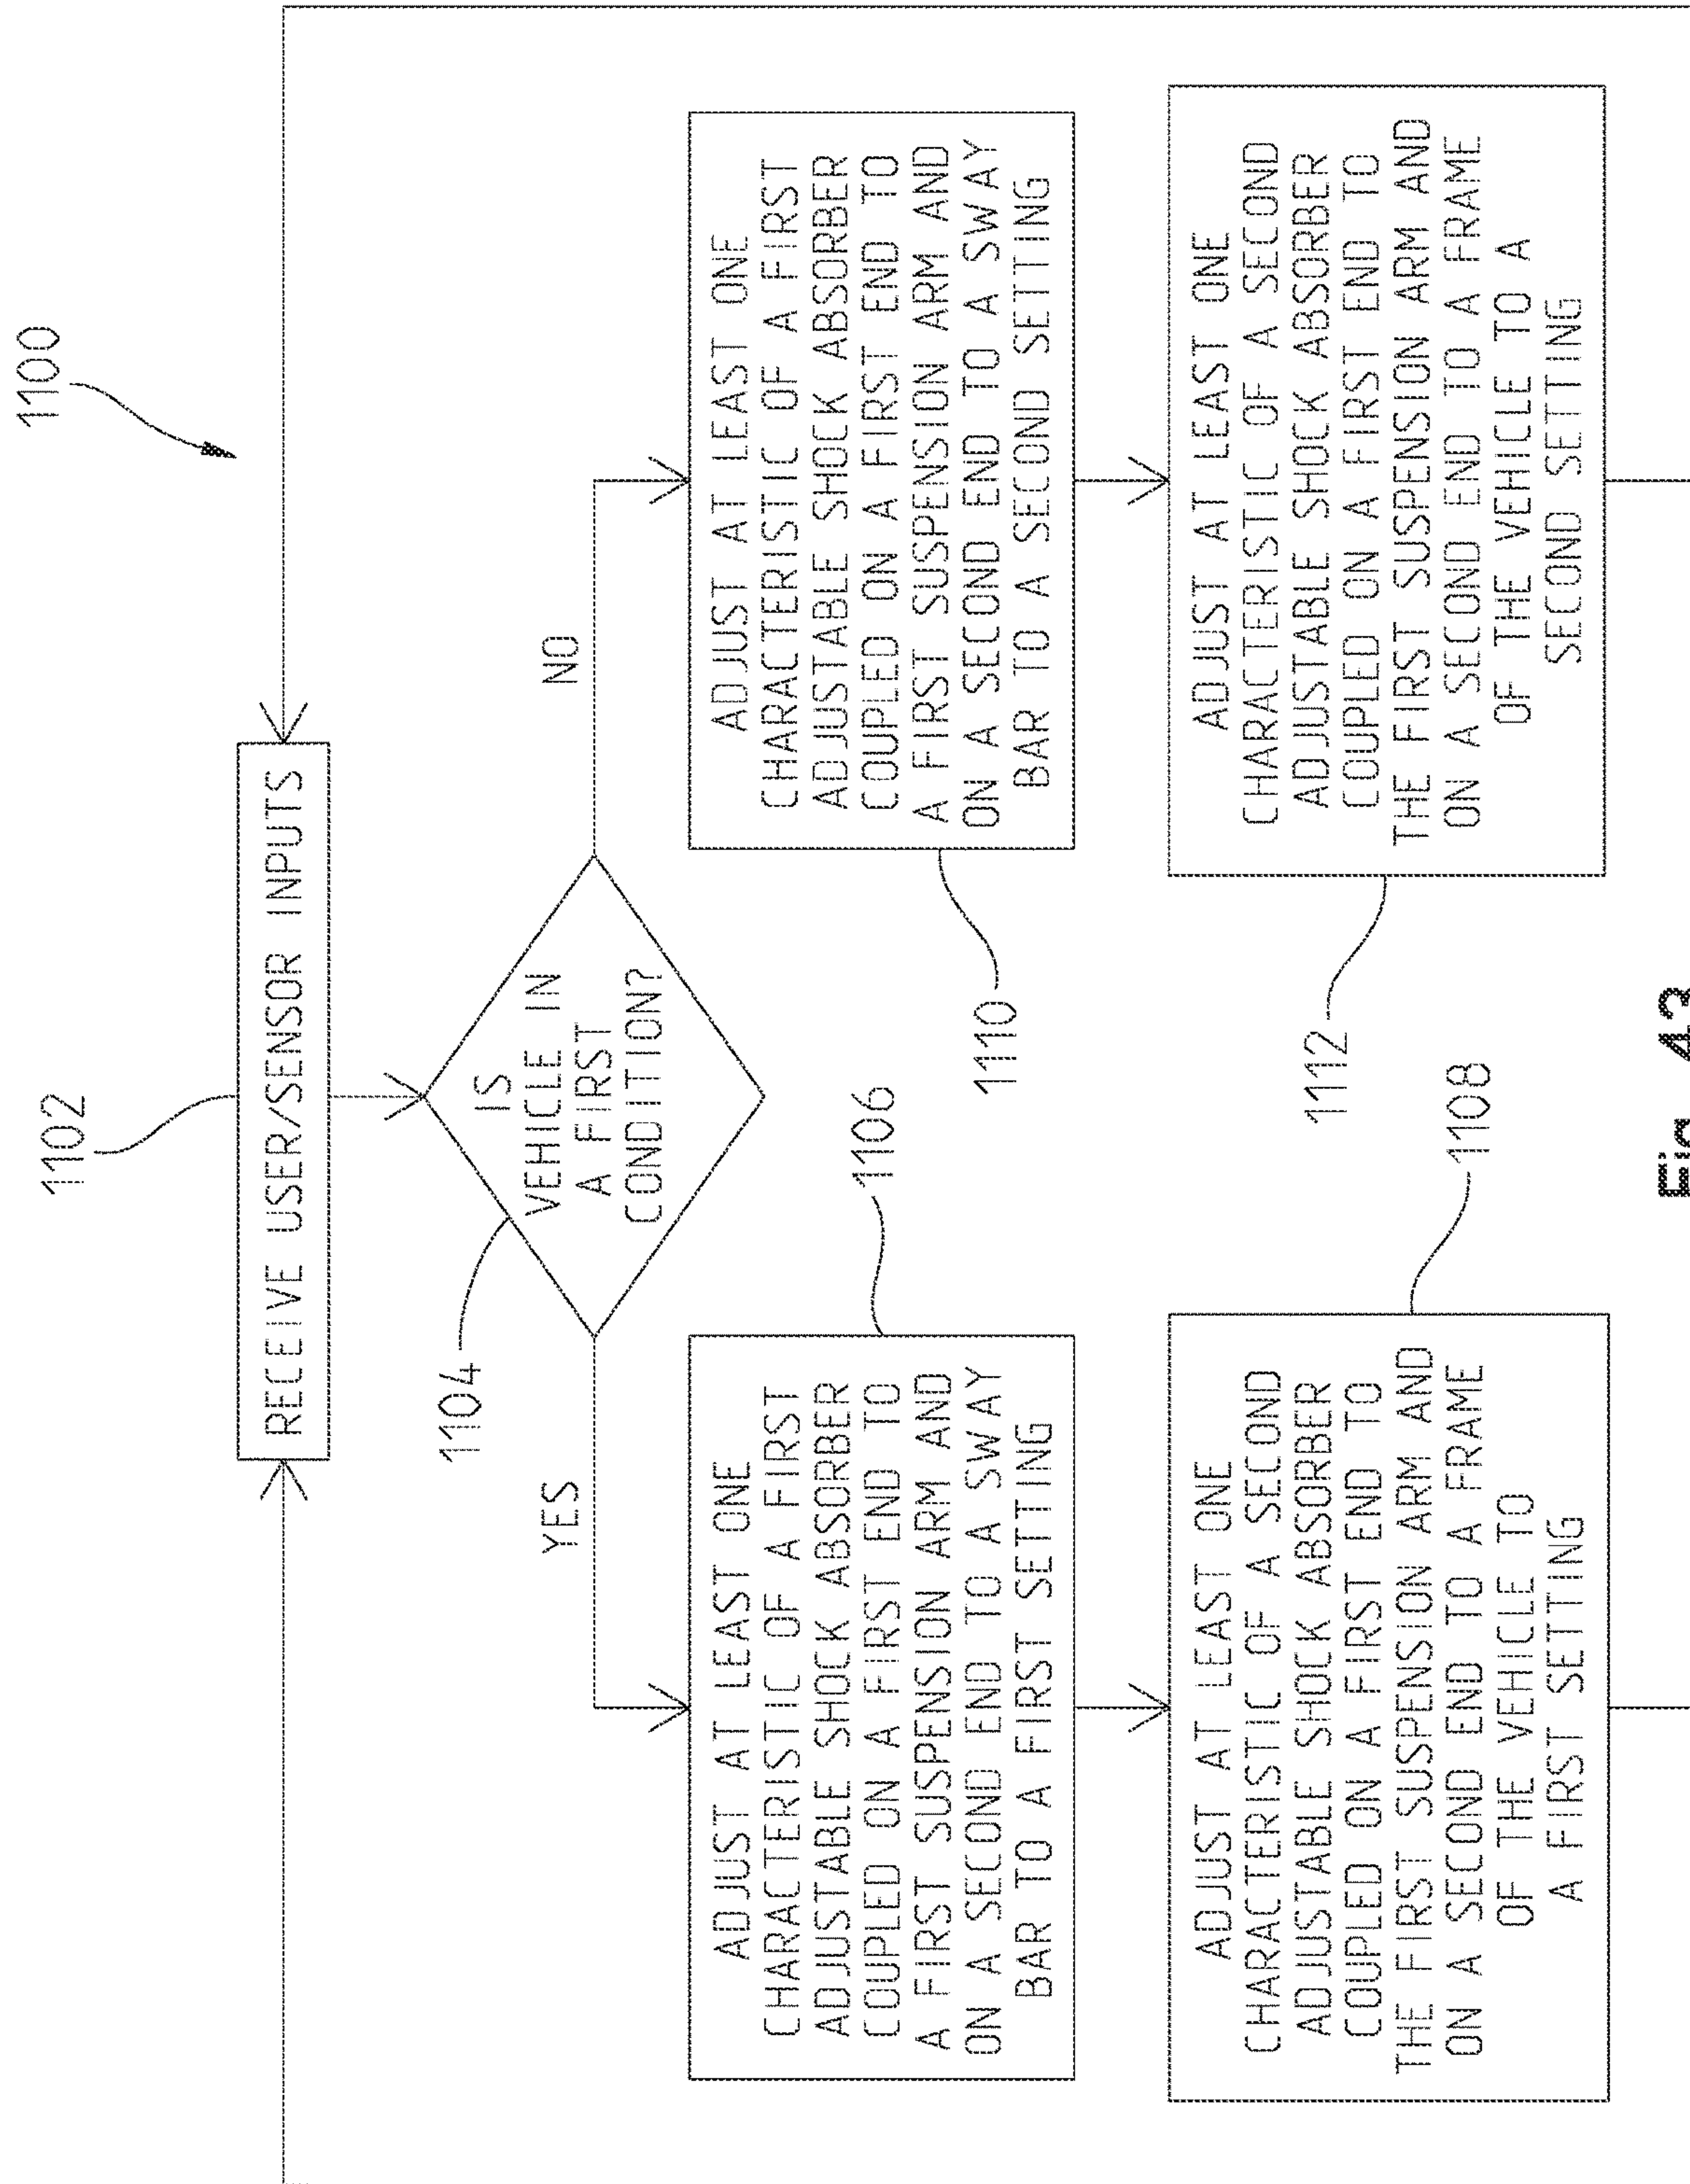 1100
1102
RECEIVE USER/SENSOR INPUTS
1104
IS
VEHICLE IN
A FIRST
CONDITION?
YES
NO
ADJUST AT LEAST ONE
CHARACTERISTIC OF A FIRST
ADJUSTABLE SHOCK ABSORBER
COUPLED ON A FIRST END TO
A FIRST SUSPENSION ARM AND
ON A SECOND END TO A SWAY
BAR TO A FIRST SETTING
1106
ADJUST AT LEAST ONE
CHARACTERISTIC OF A FIRST
ADJUSTABLE SHOCK ABSORBER
COUPLED ON A FIRST END TO
A FIRST SUSPENSION ARM AND
ON A SECOND END TO A SWAY
BAR TO A SECOND SETTING
1110
ADJUST AT LEAST ONE
CHARACTERISTIC OF A SECOND
ADJUSTABLE SHOCK ABSORBER
COUPLED ON A FIRST END TO
THE FIRST SUSPENSION ARM AND
ON A SECOND END TO A FRAME
OF THE VEHICLE TO
A FIRST SETTING
1108
ADJUST AT LEAST ONE
CHARACTERISTIC OF A SECOND
ADJUSTABLE SHOCK ABSORBER
COUPLED ON A FIRST END TO
THE FIRST SUSPENSION ARM AND
ON A SECOND END TO A FRAME
OF THE VEHICLE TO A
SECOND SETTING
1112
Fig. 43